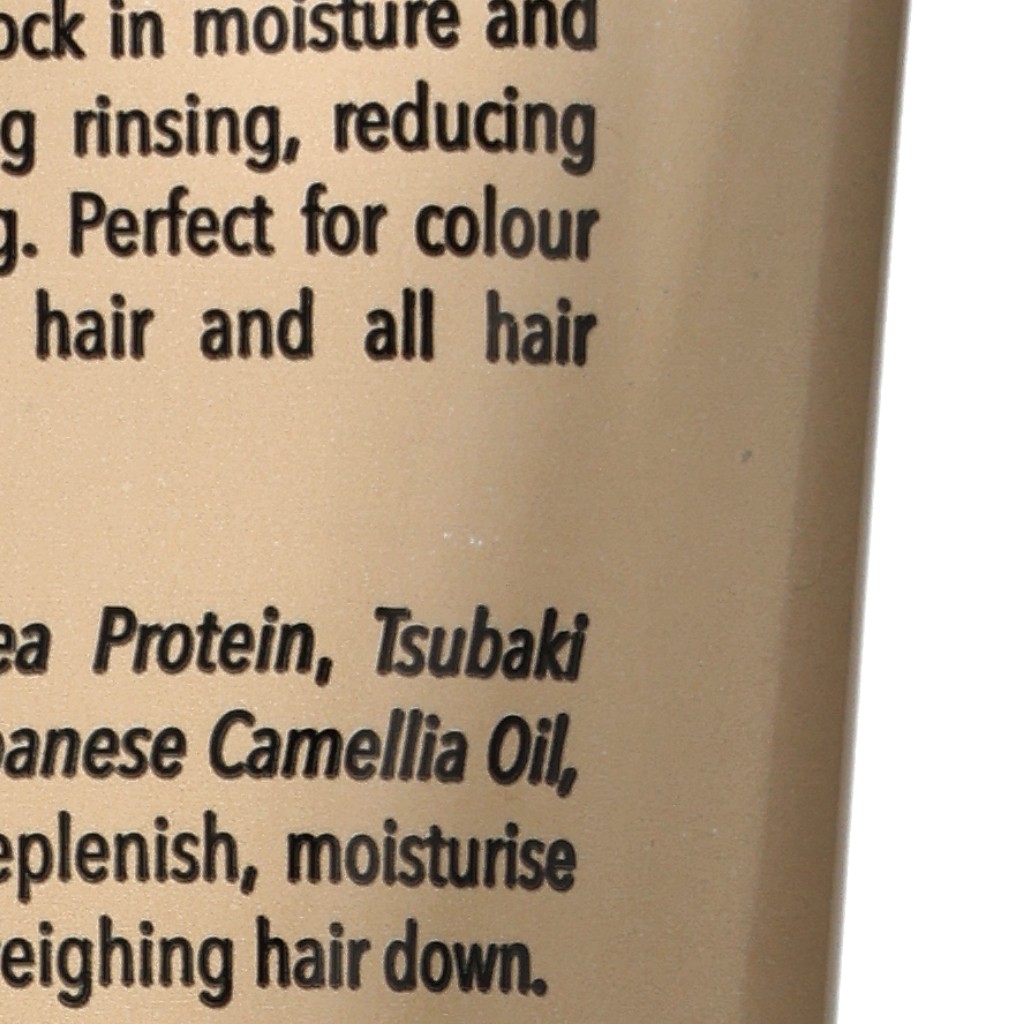 ock in moisture and
g rinsing, reducing
g. Perfect for colour
hair and all hair
ea Protein, Tsubaki
panese Camellia Oil,
eplenish, moisturise
eighing hair down.